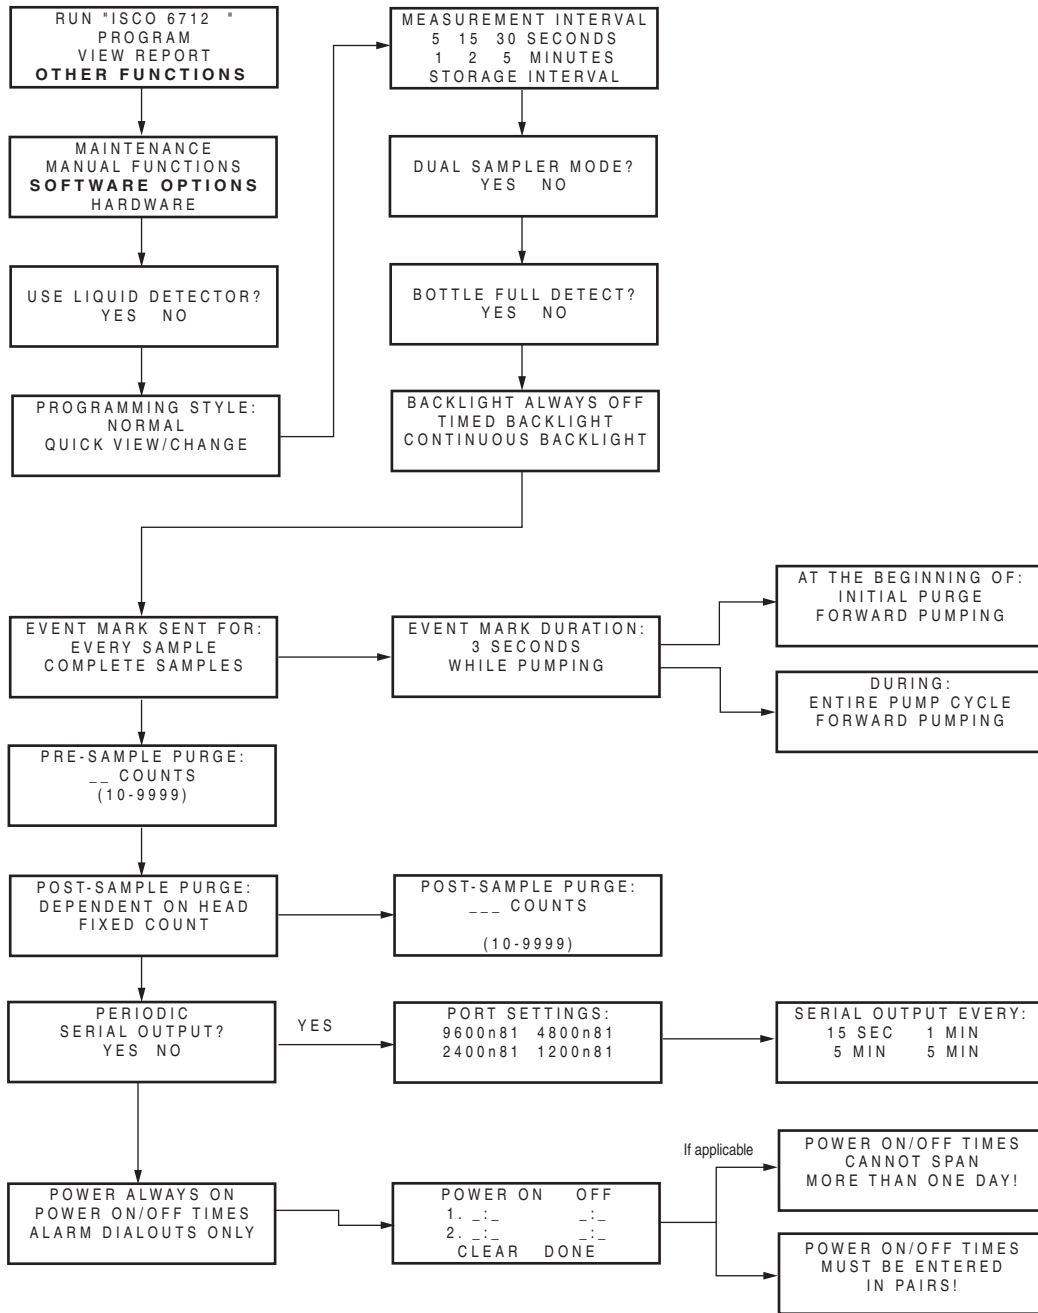 RUN "ISCO 6712  "
PROGRAM
VIEW REPORT
OTHER FUNCTIONS
MAINTENANCE
MANUAL FUNCTIONS
SOFTWARE OPTIONS
HARDWARE
USE LIQUID DETECTOR?
YES NO
PROGRAMMING STYLE:
NORMAL
QUICK VIEW/CHANGE
MEASUREMENT INTERVAL
5 15 30 SECONDS
1 2 5 MINUTES
STORAGE INTERVAL
DUAL SAMPLER MODE?
YES NO
BOTTLE FULL DETECT?
YES NO
BACKLIGHT ALWAYS OFF
TIMED BACKLIGHT
CONTINUOUS BACKLIGHT
EVENT MARK SENT FOR:
EVERY SAMPLE
COMPLETE SAMPLES
EVENT MARK DURATION:
3 SECONDS
WHILE PUMPING
AT THE BEGINNING OF:
INITIAL PURGE
FORWARD PUMPING
DURING:
ENTIRE PUMP CYCLE
FORWARD PUMPING
PRE-SAMPLE PURGE:
__ COUNTS
(10-9999)
POST-SAMPLE PURGE:
DEPENDENT ON HEAD
FIXED COUNT
POST-SAMPLE PURGE:
___ COUNTS
(10-9999)
PERIODIC
SERIAL OUTPUT?
YES NO
YES
PORT SETTINGS:
9600n81 4800n81
2400n81 1200n81
SERIAL OUTPUT EVERY:
15 SEC 1 MIN
5 MIN 5 MIN
POWER ALWAYS ON
POWER ON/OFF TIMES
ALARM DIALOUTS ONLY
POWER ON OFF
1. _:_ _:_
2. _:_ _:_
CLEAR DONE
If applicable
POWER ON/OFF TIMES
CANNOT SPAN
MORE THAN ONE DAY!
POWER ON/OFF TIMES
MUST BE ENTERED
IN PAIRS!